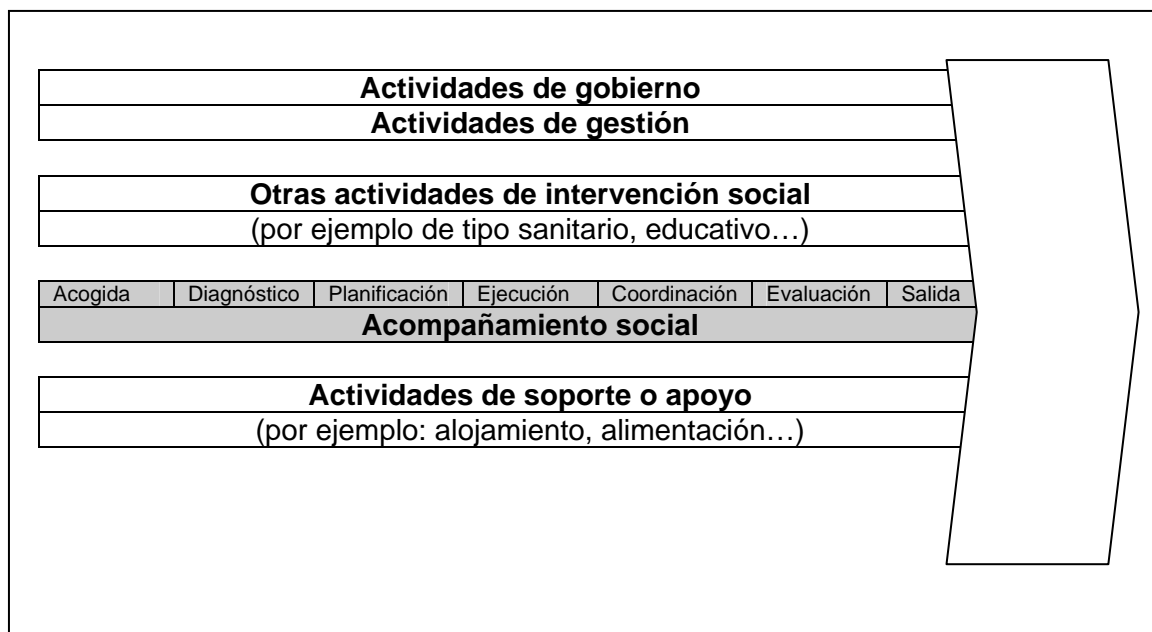 Actividades de gobierno
Actividades de gestión
Otras actividades de intervención social
(por ejemplo de tipo sanitario, educativo…)
Acogida Diagnóstico Planificación Ejecución Coordinación Evaluación Salida
Acompañamiento social
Actividades de soporte o apoyo
(por ejemplo: alojamiento, alimentación…)